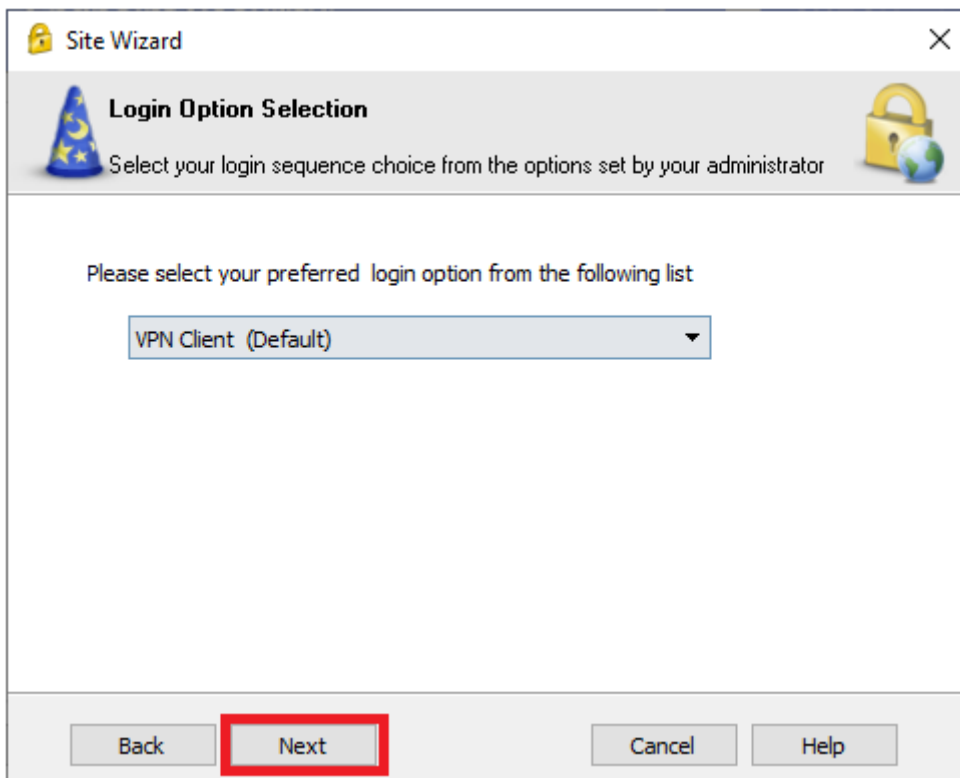 Site Wizard
Login Option Selection
Select your login sequence choice from the options set by your administrator
Please select your preferred  login option from the following list
VPN Client  (Default)
Back
Next
Cancel
Help